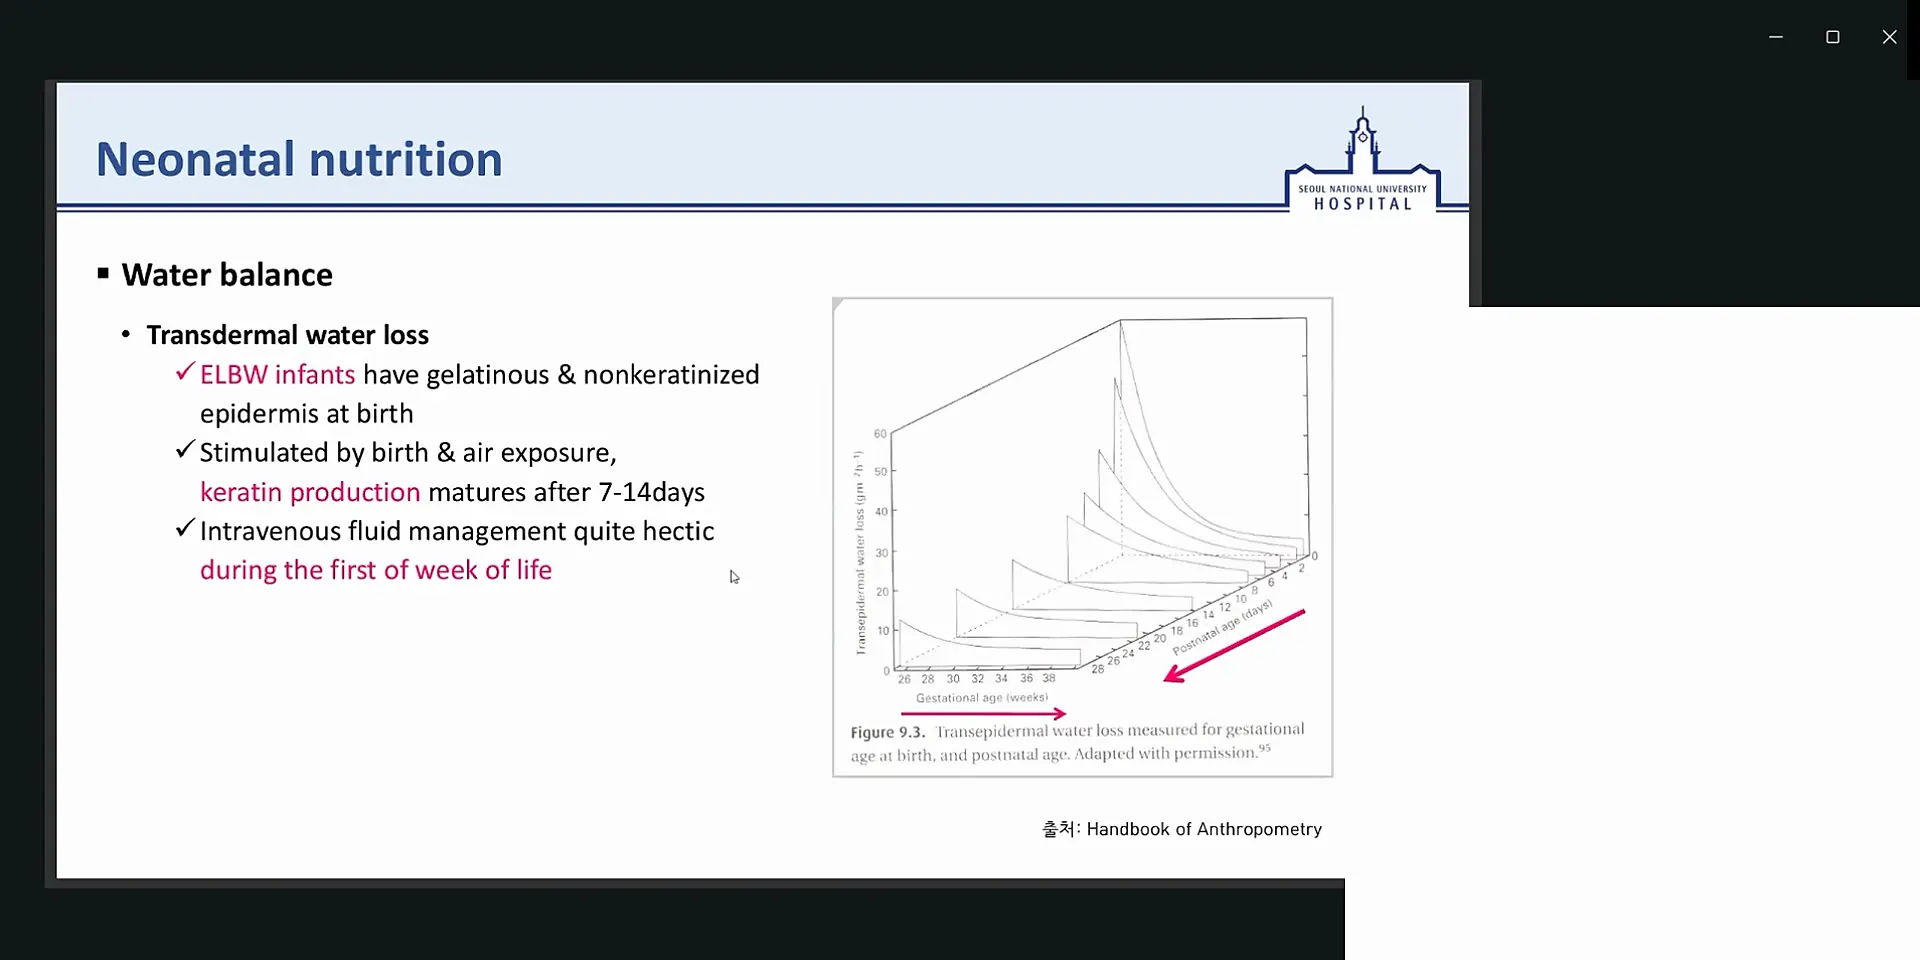 Neonatal nutrition
SEOUL NATIONAL UNIVERSITY
HOSPITAL
▪ Water balance
• Transdermal water loss
✓ELBW infants have gelatinous & nonkeratinized
epidermis at birth
✓Stimulated by birth & air exposure,
keratin production matures after 7-14days
✓Intravenous fluid management quite hectic
during the first of week of life
Transepidermal water loss (gm⁻²h⁻¹)
60
50
40
30
20
10
0
26 28 30 32 34 36 38
Gestational age (weeks)
28 26 24 22 20 18 16 14 12 10 8 6 4 2 0
Postnatal age (days)
Figure 9.3. Transepidermal water loss measured for gestational
age at birth, and postnatal age. Adapted with permission.95
출처: Handbook of Anthropometry